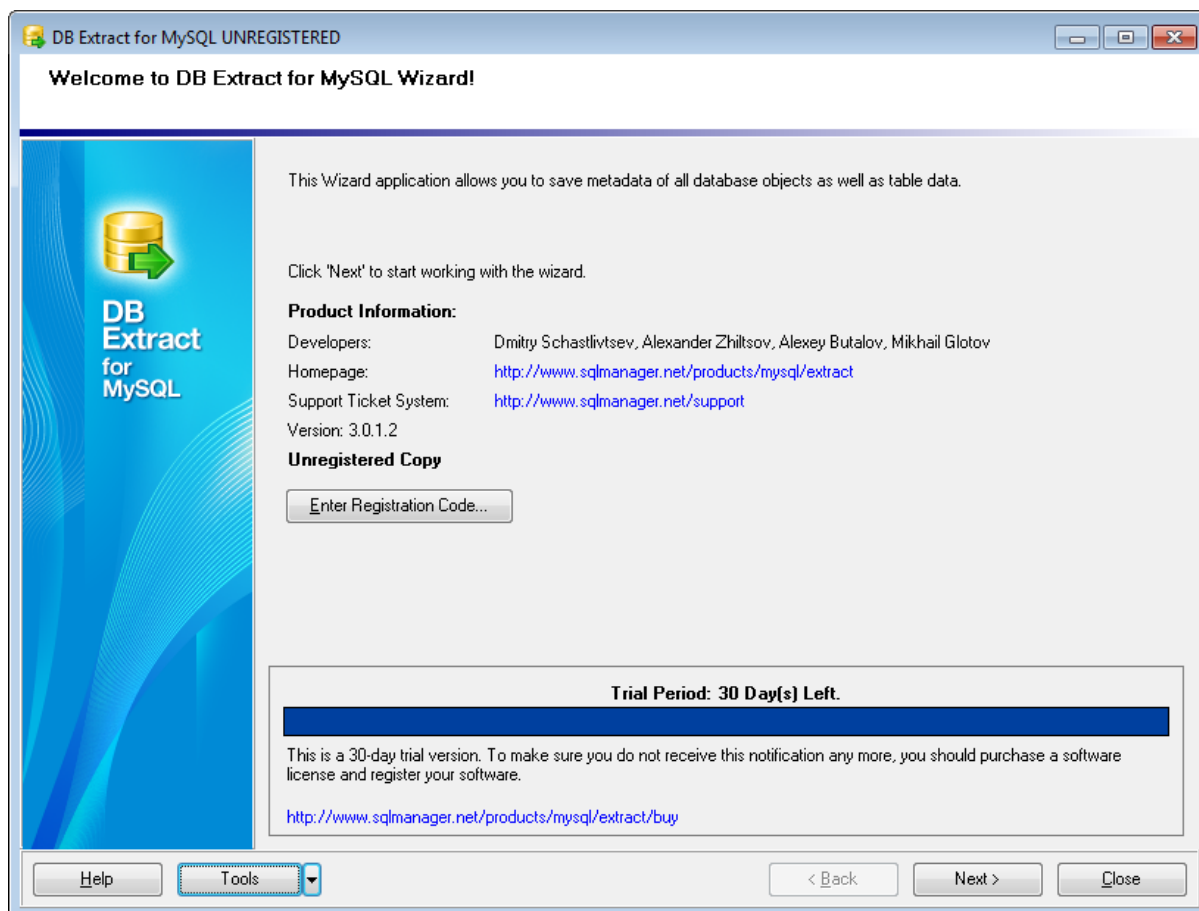 DB Extract for MySQL UNREGISTERED
Welcome to DB Extract for MySQL Wizard!
This Wizard application allows you to save metadata of all database objects as well as table data.
DB
Extract
for
MySQL
Click 'Next' to start working with the wizard.
Product Information:
Developers: Dmitry Schastlivtsev, Alexander Zhiltsov, Alexey Butalov, Mikhail Glotov
Homepage: http://www.sqlmanager.net/products/mysql/extract
Support Ticket System: http://www.sqlmanager.net/support
Version: 3.0.1.2
Unregistered Copy
Enter Registration Code...
Trial Period: 30 Day(s) Left.
This is a 30-day trial version. To make sure you do not receive this notification any more, you should purchase a software
license and register your software.
http://www.sqlmanager.net/products/mysql/extract/buy
Help Tools < Back Next > Close